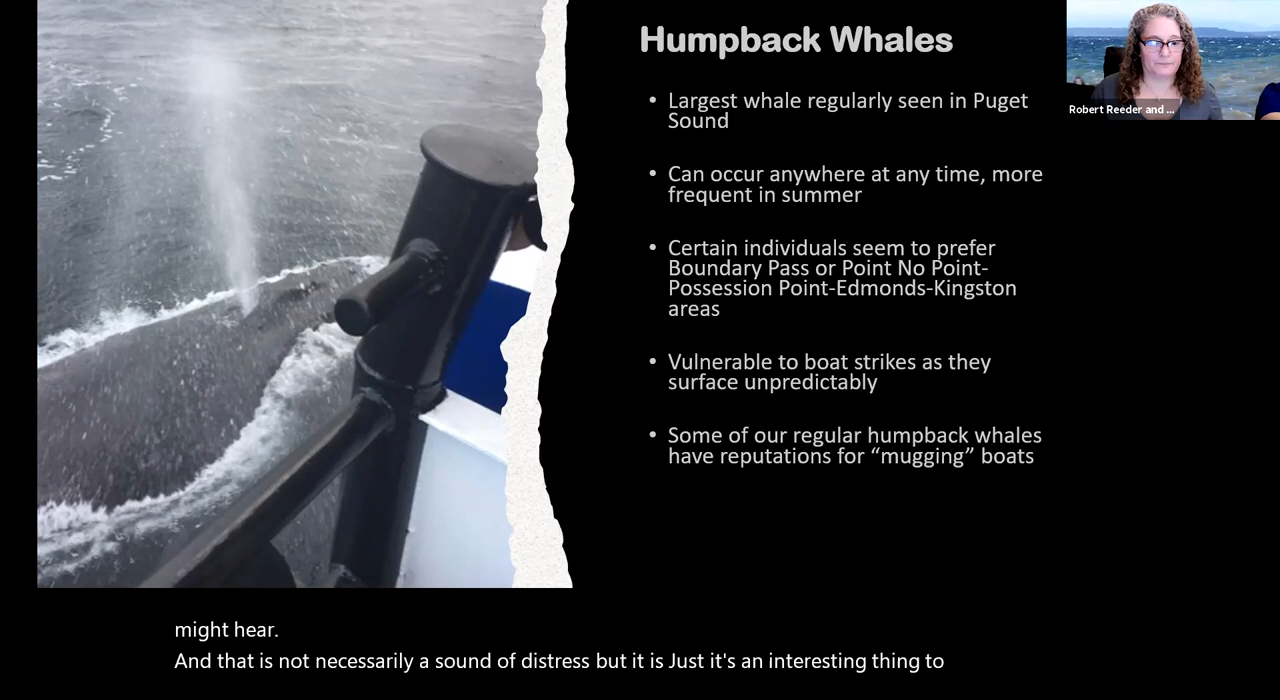 Humpback Whales
• Largest whale regularly seen in Puget
Sound
• Can occur anywhere at any time, more
frequent in summer
• Certain individuals seem to prefer
Boundary Pass or Point No Point-
Possession Point-Edmonds-Kingston
areas
• Vulnerable to boat strikes as they
surface unpredictably
• Some of our regular humpback whales
have reputations for “mugging” boats
Robert Reeder and ...
might hear.
And that is not necessarily a sound of distress but it is Just it's an interesting thing to